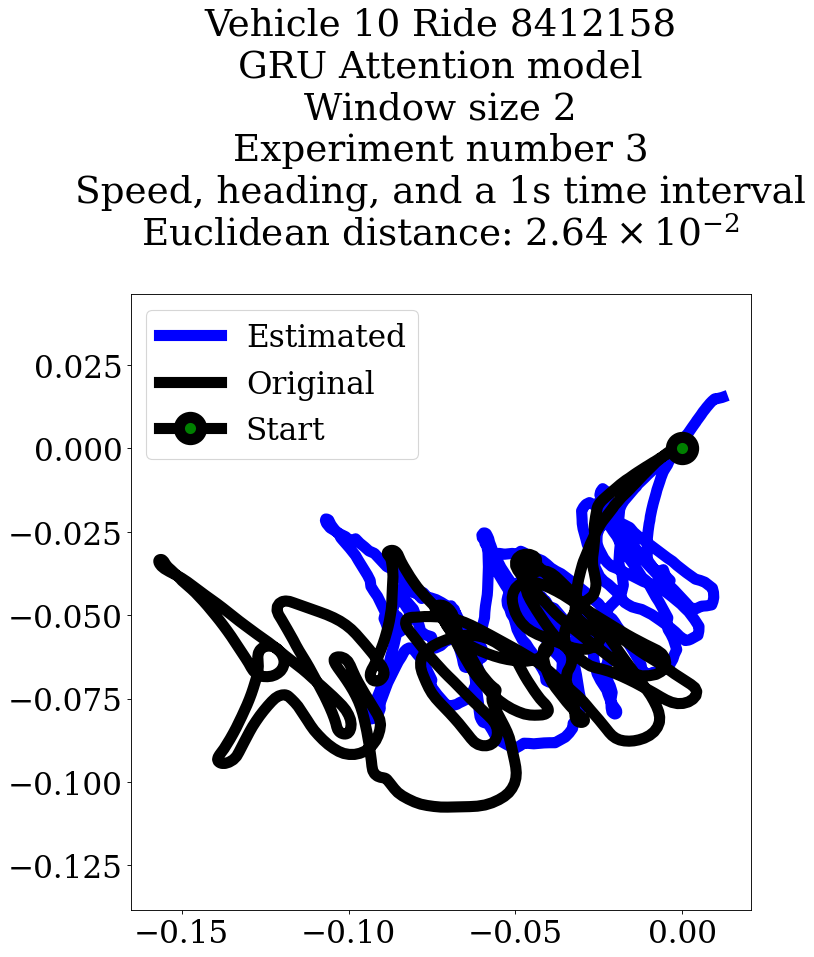 Vehicle 10 Ride 8412158
GRU Attention model
Window size 2
Experiment number 3
Speed, heading, and a 1s time interval
Euclidean distance: 2.64 × 10⁻²
Estimated
Original
Start
0.025
0.000
−0.025
−0.050
−0.075
−0.100
−0.125
−0.15 −0.10 −0.05 0.00